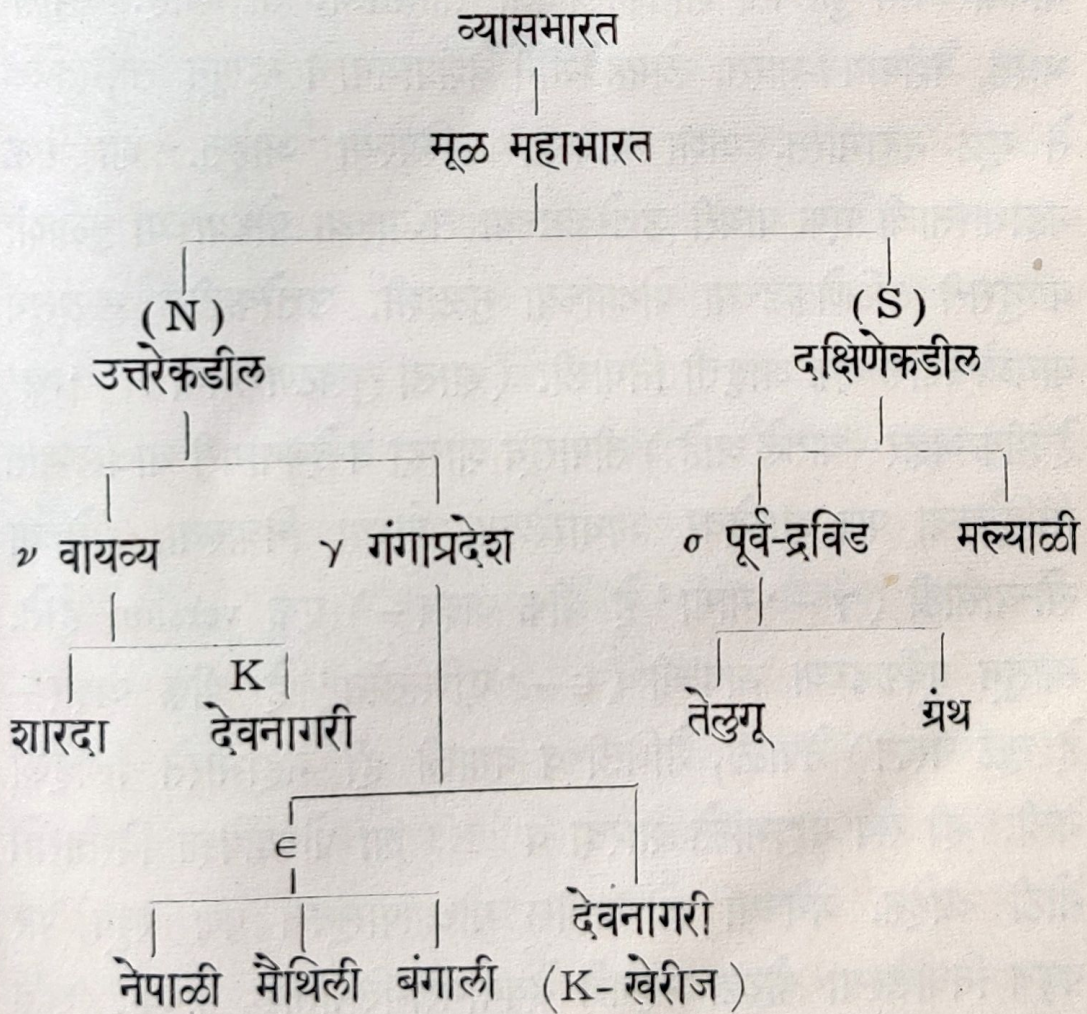 व्यासभारत
मूळ महाभारत
(N)
उत्तरेकडील
(S)
दक्षिणेकडील
ν वायव्य
γ गंगाप्रदेश
σ पूर्व-द्रविड
मल्याळी
शारदा
K
देवनागरी
तेलुगू
ग्रंथ
ϵ
नेपाळी
मैथिली
बंगाली
देवनागरी
(K-खेरीज)